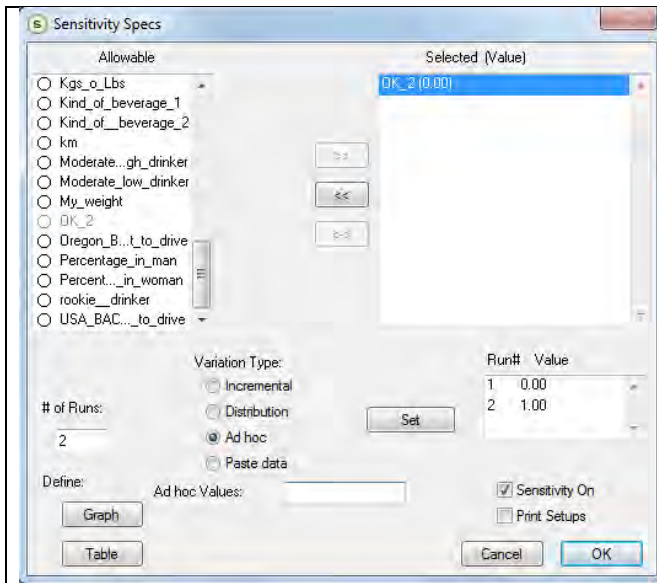 Sensitivity Specs
Allowable
Selected (Value)
Kgs_o_Lbs
Kind_of_beverage_1
Kind_of__beverage_2
km
Moderate...gh_drinker
Moderate_low_drinker
My_weight
OK_2
Oregon_B...t_to_drive
Percentage_in_man
Percent..._in_woman
rookie__drinker
USA_BAC..._to_drive
OK_2 (0.00)
>>
<<
# of Runs:
2
Variation Type:
Incremental
Distribution
Ad hoc
Paste data
Set
Run# Value
1 0.00
2 1.00
Define:
Graph
Table
Ad hoc Values:
Sensitivity On
Print Setups
Cancel
OK